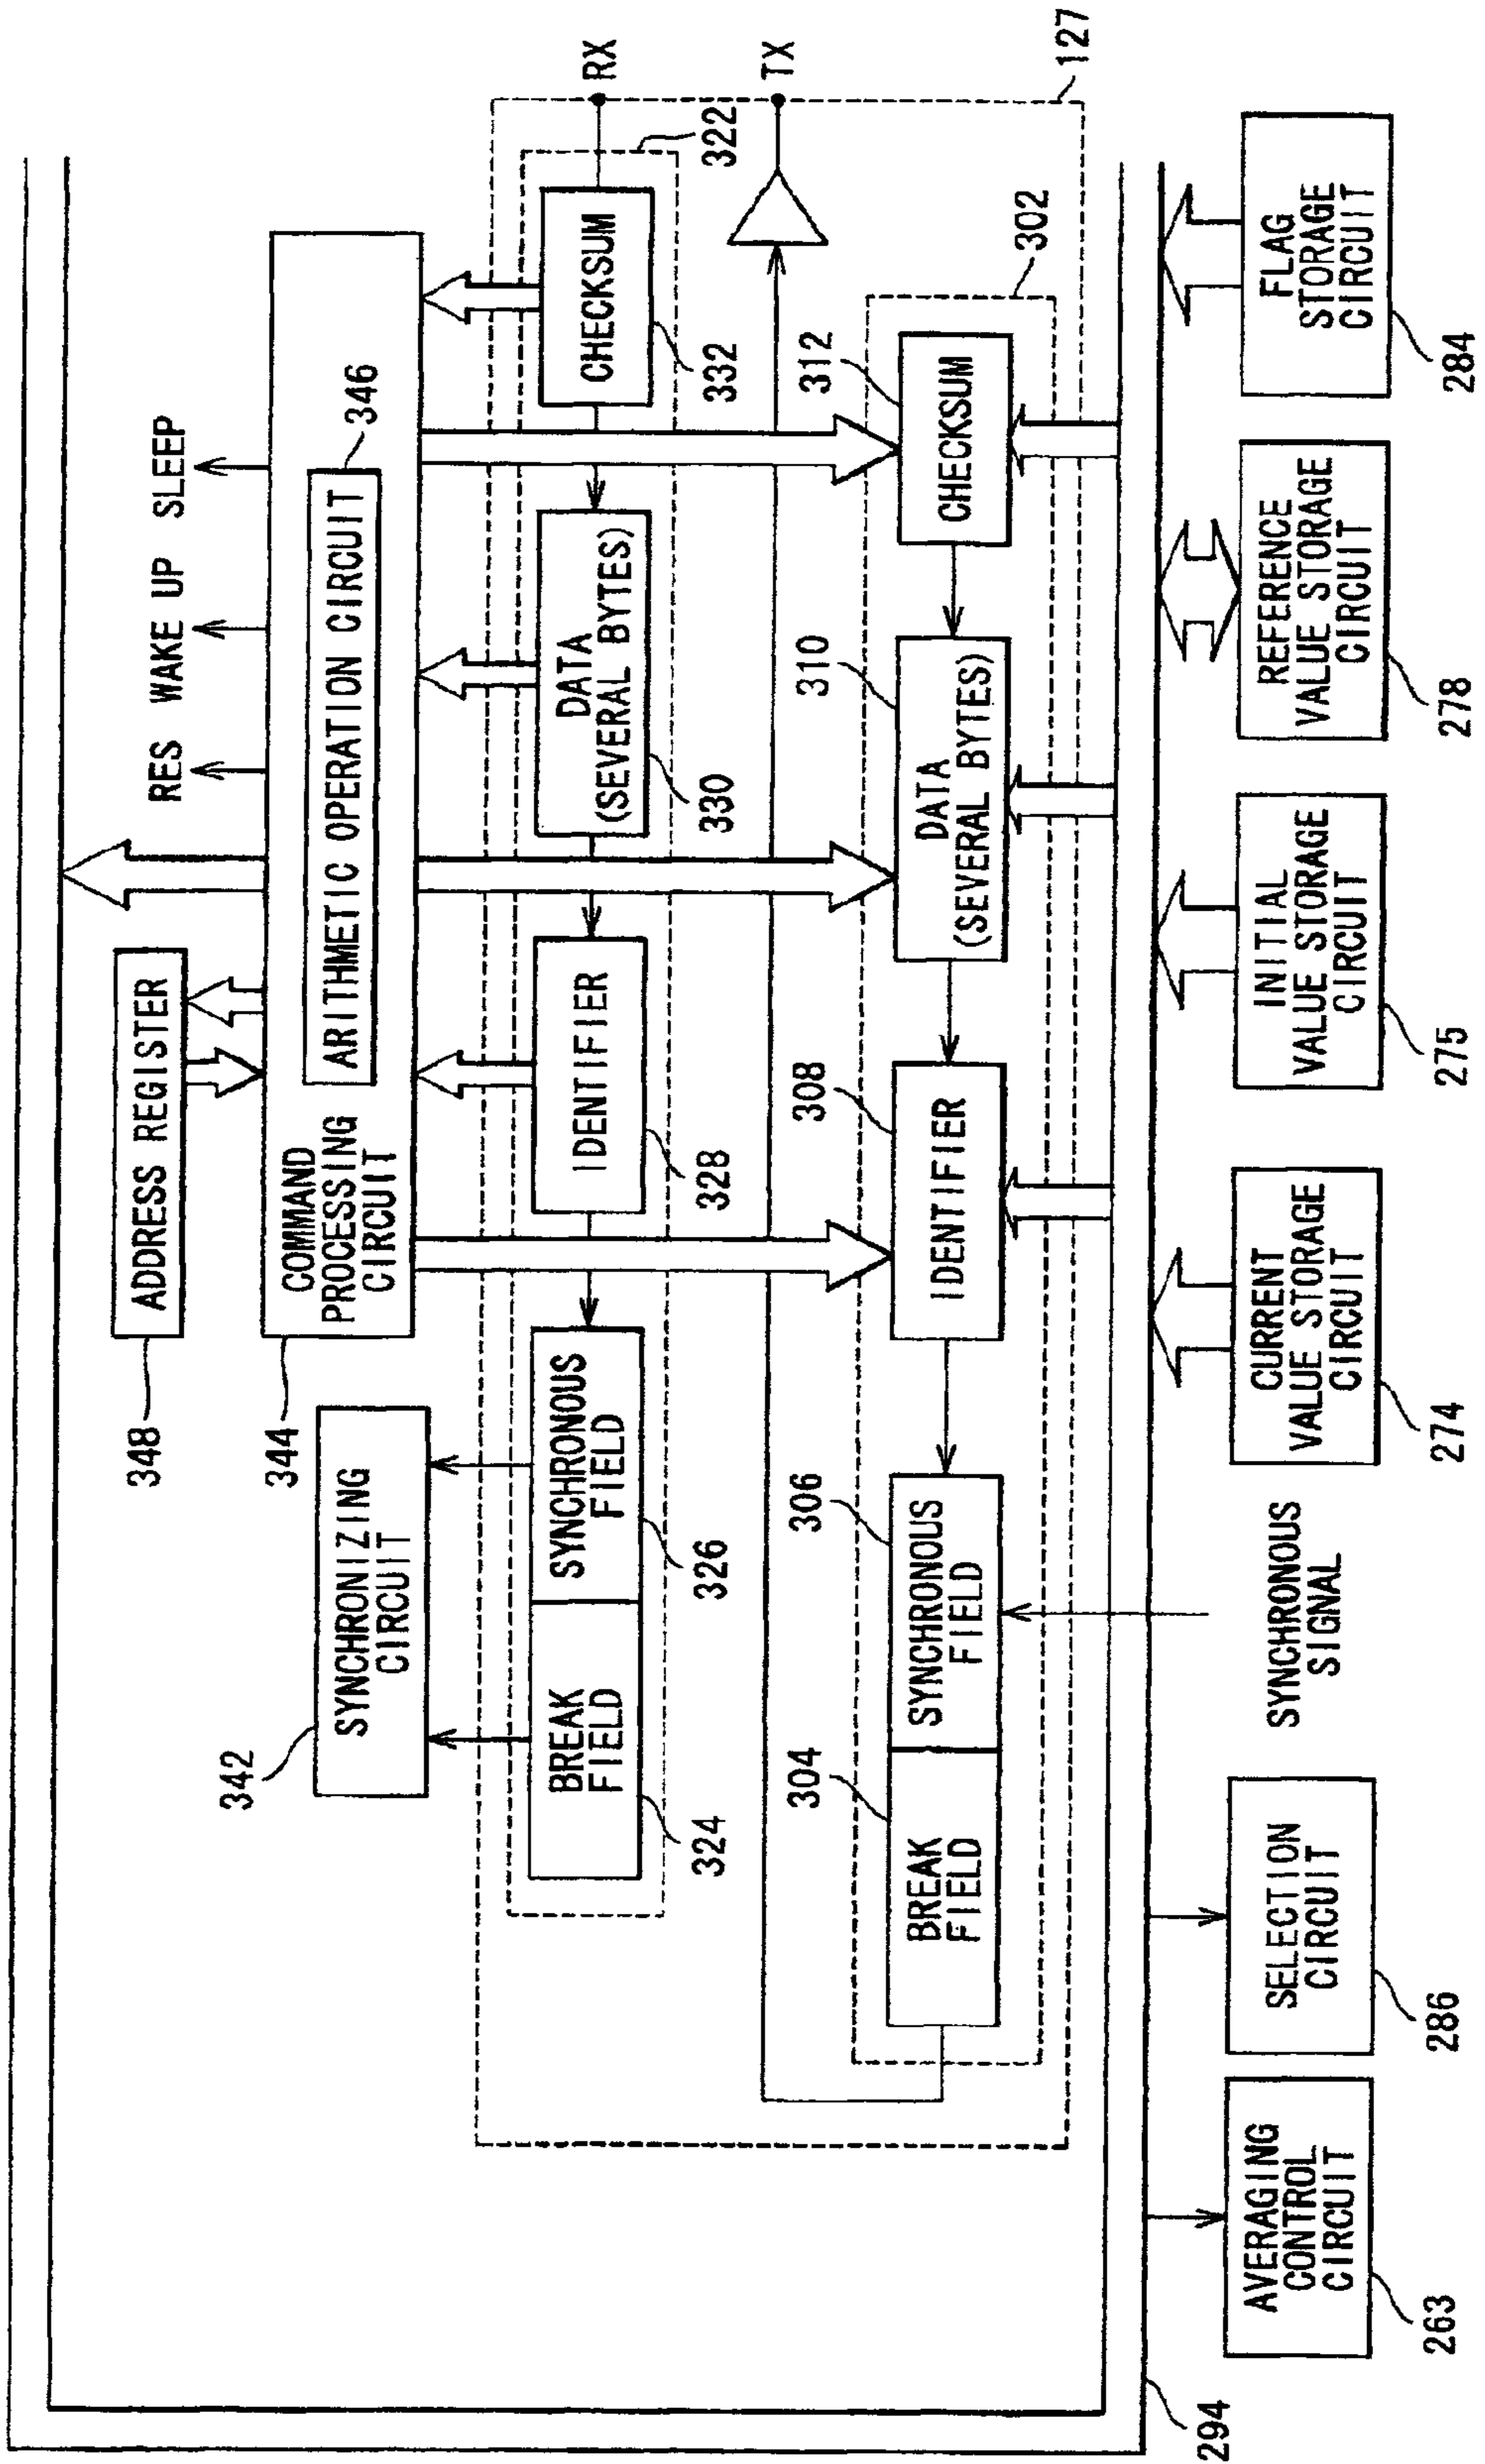 348
ADDRESS REGISTER
RES
WAKE UP
SLEEP
344
COMMAND
PROCESSING
CIRCUIT
ARITHMETIC OPERATION CIRCUIT
346
342
SYNCHRONIZING
CIRCUIT
BREAK
FIELD
324
SYNCHRONOUS
FIELD
326
IDENTIFIER
328
DATA
(SEVERAL BYTES)
330
CHECKSUM
332
322
RX
TX
127
302
304
BREAK
FIELD
306
SYNCHRONOUS
FIELD
308
IDENTIFIER
310
DATA
(SEVERAL BYTES)
312
CHECKSUM
294
AVERAGING
CONTROL
CIRCUIT
263
SELECTION
CIRCUIT
286
SYNCHRONOUS
SIGNAL
CURRENT
VALUE STORAGE
CIRCUIT
274
INITIAL
VALUE STORAGE
CIRCUIT
275
REFERENCE
VALUE STORAGE
CIRCUIT
278
FLAG
STORAGE
CIRCUIT
284